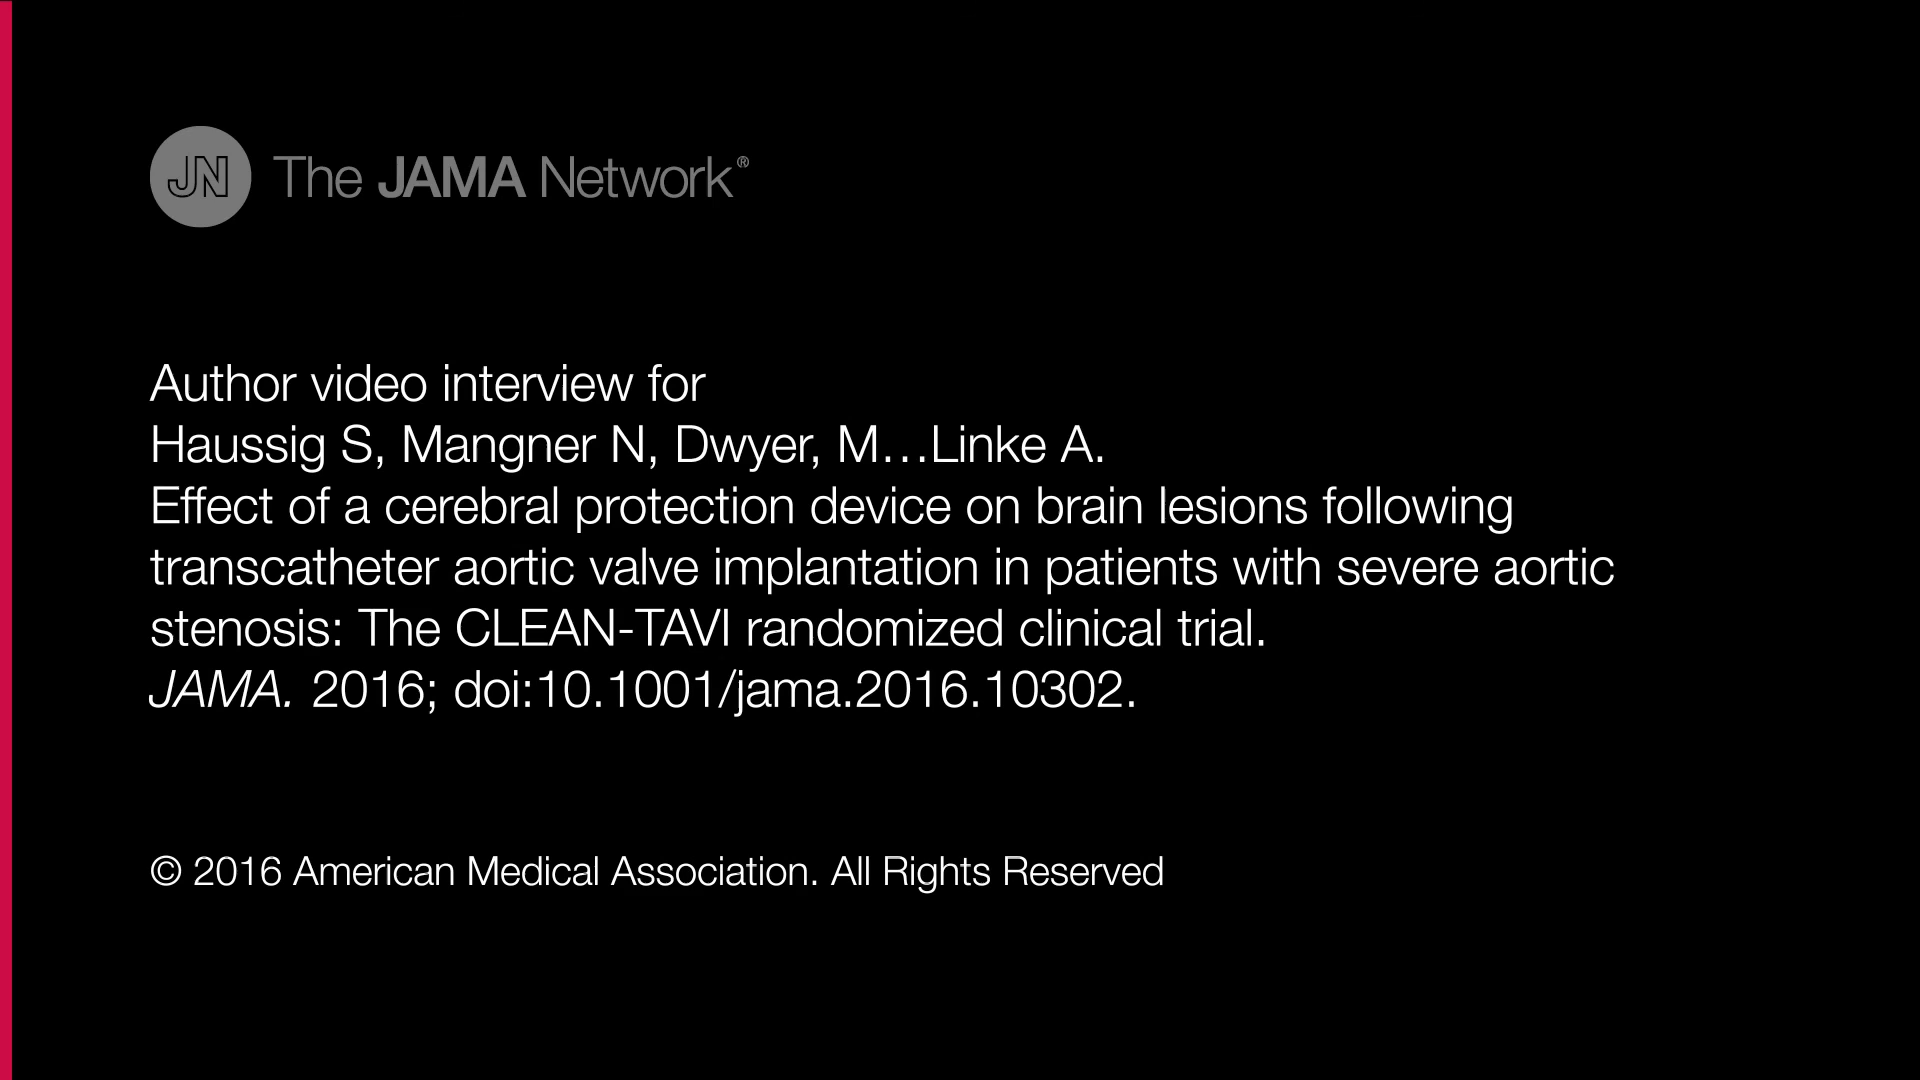 JN The JAMA Network®
Author video interview for
Haussig S, Mangner N, Dwyer, M…Linke A.
Effect of a cerebral protection device on brain lesions following
transcatheter aortic valve implantation in patients with severe aortic
stenosis: The CLEAN-TAVI randomized clinical trial.
JAMA. 2016; doi:10.1001/jama.2016.10302.
© 2016 American Medical Association. All Rights Reserved